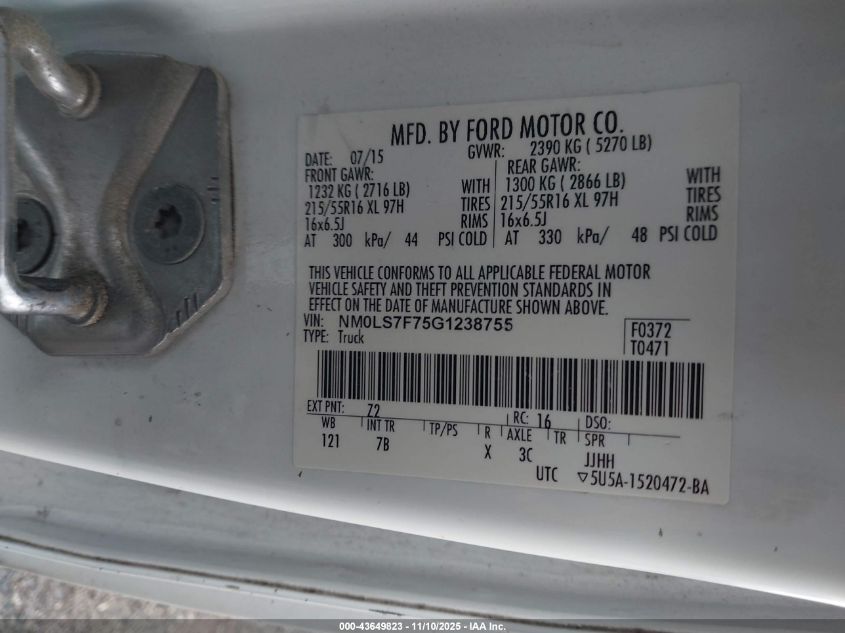 MFD. BY FORD MOTOR CO.
DATE: 07/15 GVWR: 2390 KG ( 5270 LB)
FRONT GAWR: REAR GAWR:
1232 KG ( 2716 LB) WITH 1300 KG ( 2866 LB) WITH
215/55R16 XL 97H TIRES 215/55R16 XL 97H TIRES
16x6.5J RIMS 16x6.5J RIMS
AT 300 kPa/ 44 PSI COLD AT 330 kPa/ 48 PSI COLD
THIS VEHICLE CONFORMS TO ALL APPLICABLE FEDERAL MOTOR
VEHICLE SAFETY AND THEFT PREVENTION STANDARDS IN
EFFECT ON THE DATE OF MANUFACTURE SHOWN ABOVE.
VIN: NM0LS7F75G1238755 F0372
TYPE: Truck T0471
EXT PNT: Z2 RC: 16 DSO:
WB INT TR TP/PS R AXLE TR SPR
121 7B X 3C JJHH
UTC ▽5U5A-1520472-BA
000-43649823 - 11/10/2025 - IAA Inc.